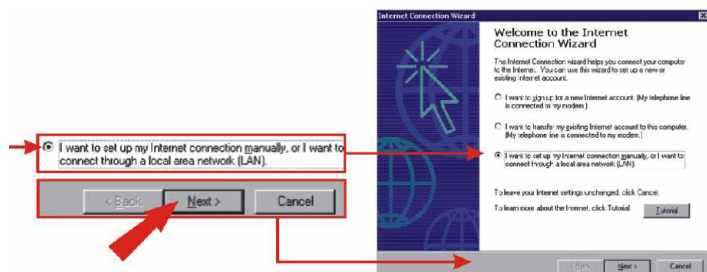 I want to set up my Internet connection manually, or I want to
connect through a local area network (LAN).
< Back
Next >
Cancel
Internet Connection Wizard
Welcome to the Internet
Connection Wizard
The Internet Connection wizard helps you connect your computer
to the Internet. You can use this wizard to set up a new or
existing Internet account.
I want to sign up for a new Internet account. (My telephone line
is connected to my modem.)
I want to transfer my existing Internet account to this computer.
(My telephone line is connected to my modem.)
I want to set up my Internet connection manually, or I want to
connect through a local area network (LAN).
To leave your Internet settings unchanged, click Cancel.
To learn more about the Internet, click Tutorial.
Tutorial
< Back
Next >
Cancel